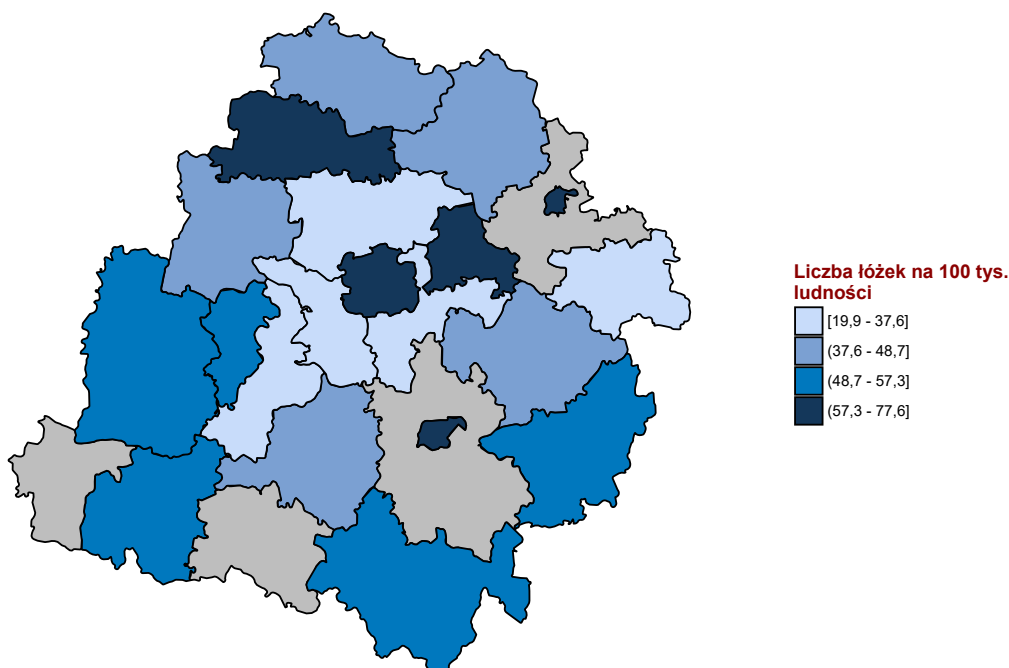 Liczba łóżek na 100 tys.
ludności
[19,9 - 37,6]
(37,6 - 48,7]
(48,7 - 57,3]
(57,3 - 77,6]